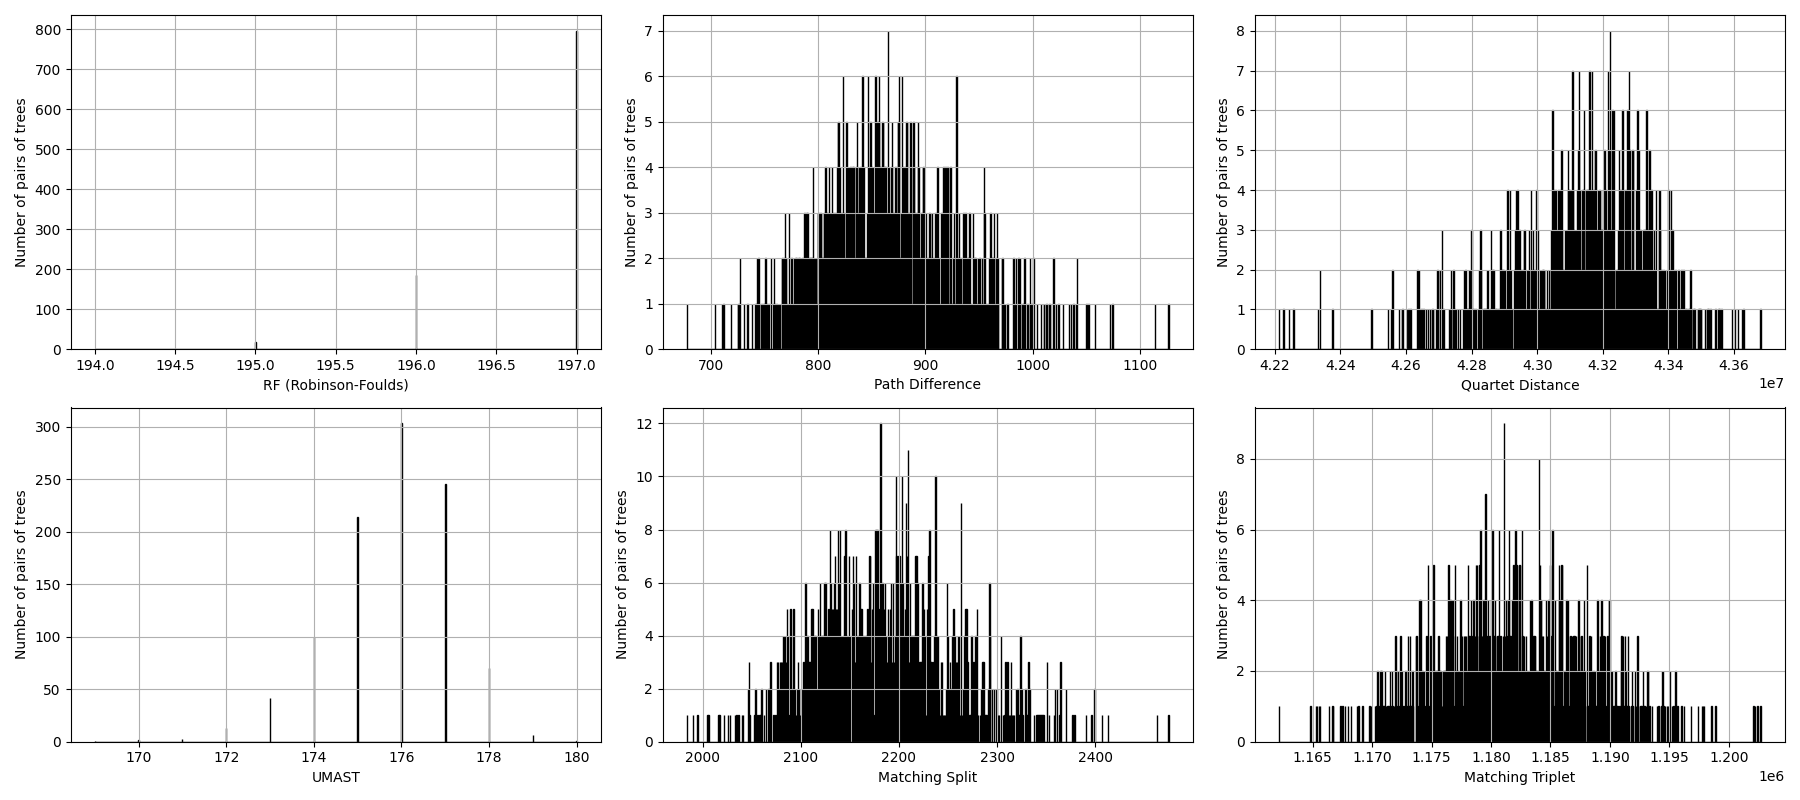 Number of pairs of trees
800
700
600
500
400
300
200
100
0
194.0 194.5 195.0 195.5 196.0 196.5 197.0
RF (Robinson-Foulds)
Number of pairs of trees
7
6
5
4
3
2
1
0
700 800 900 1000 1100
Path Difference
Number of pairs of trees
8
7
6
5
4
3
2
1
0
4.22 4.24 4.26 4.28 4.30 4.32 4.34 4.36
1e7
Quartet Distance
Number of pairs of trees
300
250
200
150
100
50
0
170 172 174 176 178 180
UMAST
Number of pairs of trees
12
10
8
6
4
2
0
2000 2100 2200 2300 2400
Matching Split
Number of pairs of trees
8
6
4
2
0
1.165 1.170 1.175 1.180 1.185 1.190 1.195 1.200
1e6
Matching Triplet